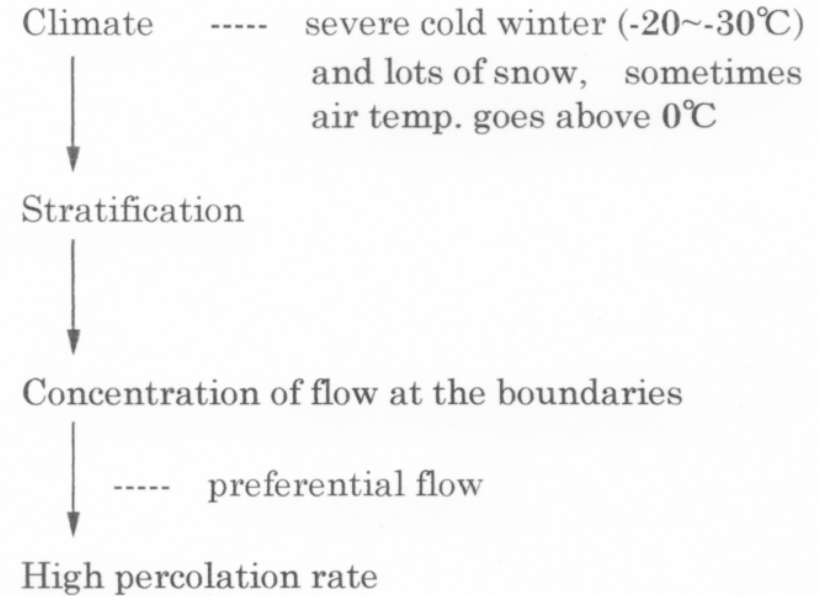 Climate ----- severe cold winter (-20~-30℃)
and lots of snow, sometimes
air temp. goes above 0℃
Stratification
Concentration of flow at the boundaries
----- preferential flow
High percolation rate